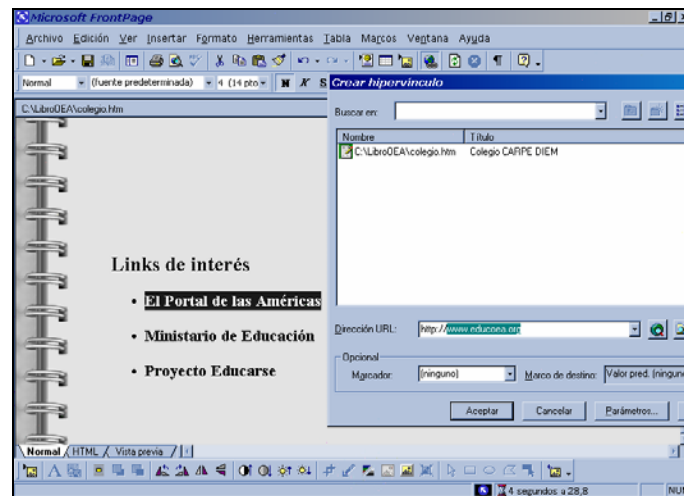 Microsoft FrontPage
Archivo Edición Ver Insertar Formato Herramientas Tabla Marcos Ventana Ayuda
Normal (fuente predeterminada) 4 (14 pto N K S
Crear hipervínculo
C:\LibroOEA\colegio.htm
Buscar en:
Nombre Título
C:\LibroOEA\colegio.htm Colegio CARPE DIEM
Links de interés
• El Portal de las Américas
• Ministario de Educación
• Proyecto Educarse
Dirección URL: http://www.educoea.org
Opcional
Marcador: (ninguno) Marco de destino: Valor pred. (ninguno
Aceptar Cancelar Parámetros...
Normal HTML Vista previa
4 segundos a 28,8 NU